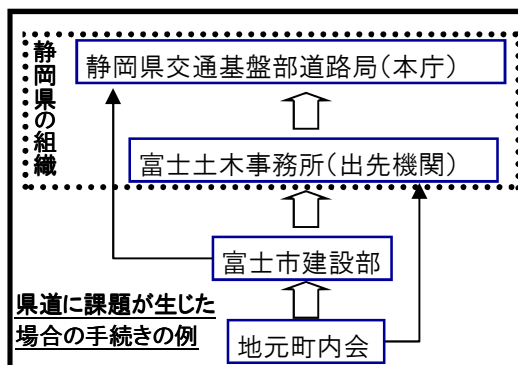 静岡県の組織
静岡県交通基盤部道路局(本庁)
富士土木事務所(出先機関)
富士市建設部
県道に課題が生じた
場合の手続きの例
地元町内会